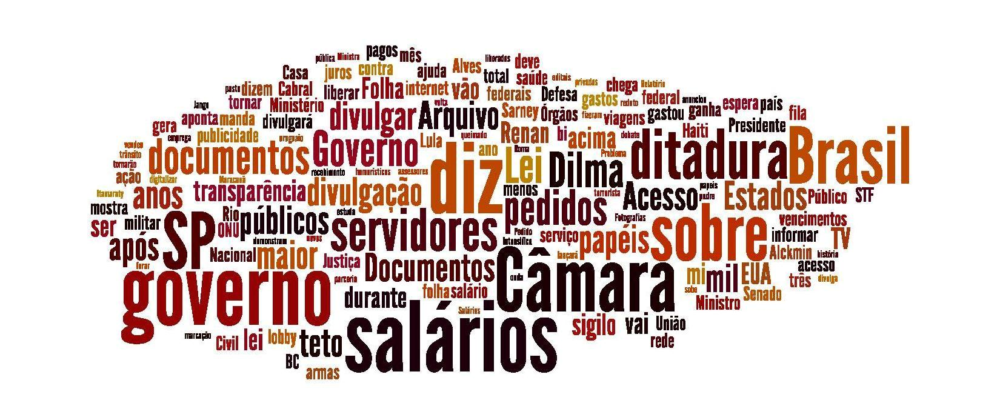 pública Ministra pagos mês
liberados deve
Casa juros contra ajuda Alves total saúde editais privadas chega Relatório
pasta dizem Cabral liberar Folha internet vão federais Defesa gastos reduto federal anuncios espera país
Jango tornar Ministério volta
aponta manda divulgará divulgar Arquivo Sarney Órgãos fizeram viagens gastou ganha fila
gera emprega publicidade uruguaio Lula queimado Renan bi acima debate Haiti Presidente
vendeu trânsito tornarão documentos Governo diz ano Roma Lei Dilma Problema ditadura Brasil
ação digitalizar Maracanã recebimento humorísticos assessores
Itamaraty anos transparência divulgação menos terrorista Acesso papeis padre Estados Público STF
mostra Rio estuda pedidos Fotografias vencimentos
ser militar ONU públicos servidores Pedido Intensifica serviço papéis sobre informar TV
após SP demonstram novos lançará Alckmin história
furar Nacional maior Justiça Documentos Câmara acesso
governo parceria onda mi mil EUA três divulga
durante folha salário sobe Ministro Senado
Salários
marcação Civil lei lobby teto salários sigilo vai União
rede
BC armas